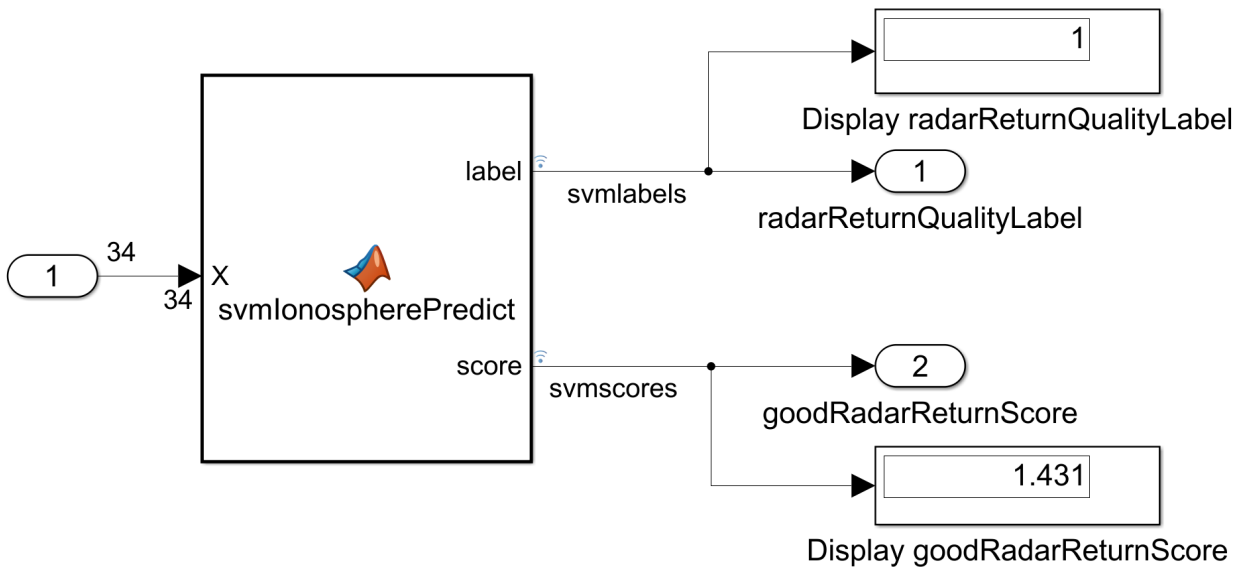 1
Display radarReturnQualityLabel
label
svmlabels
1
radarReturnQualityLabel
34
1
34
X
svmIonospherePredict
score
svmscores
2
goodRadarReturnScore
1.431
Display goodRadarReturnScore